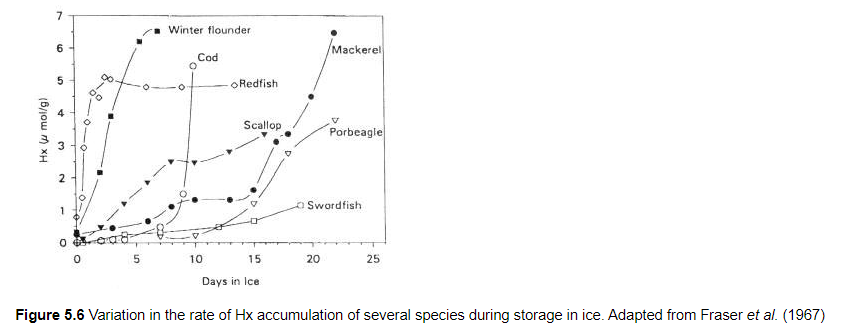 7
Winter flounder
6
Mackerel
Cod
5
Redfish
4
Scallop
Porbeagle
3
Hx (μ mol/g)
2
Swordfish
1
0
0 5 10 15 20 25
Days in Ice
Figure 5.6 Variation in the rate of Hx accumulation of several species during storage in ice. Adapted from Fraser et al. (1967)